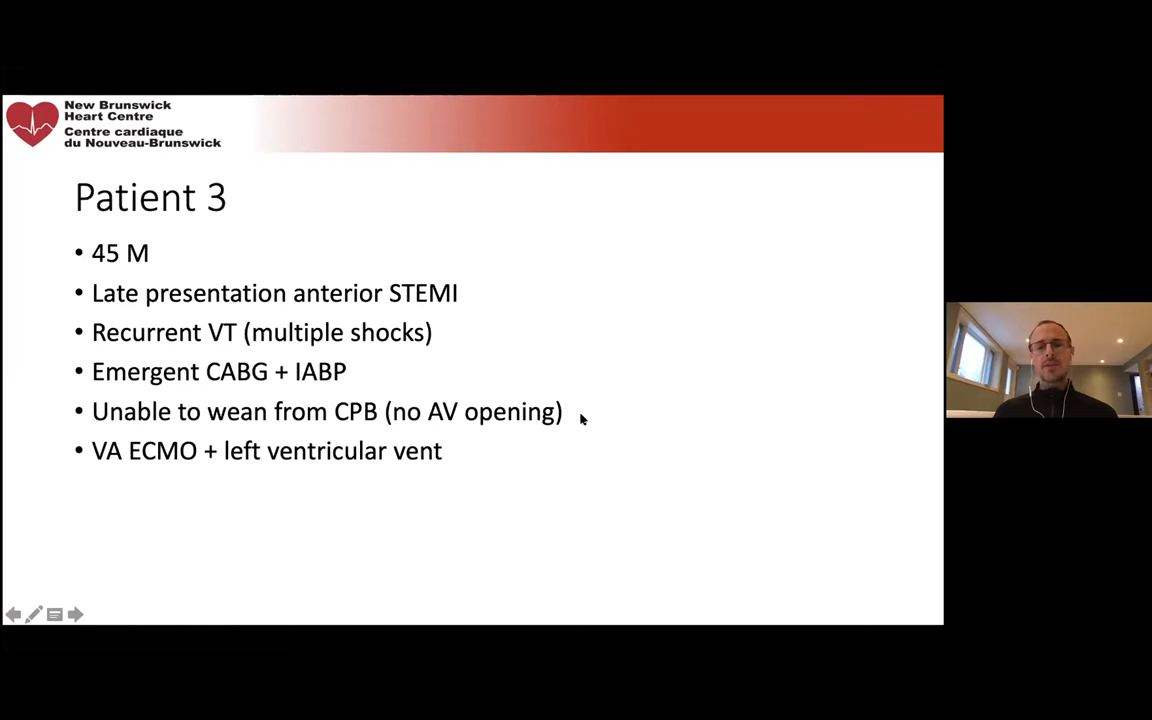 New Brunswick
Heart Centre
Centre cardiaque
du Nouveau-Brunswick
Patient 3
• 45 M
• Late presentation anterior STEMI
• Recurrent VT (multiple shocks)
• Emergent CABG + IABP
• Unable to wean from CPB (no AV opening)
• VA ECMO + left ventricular vent